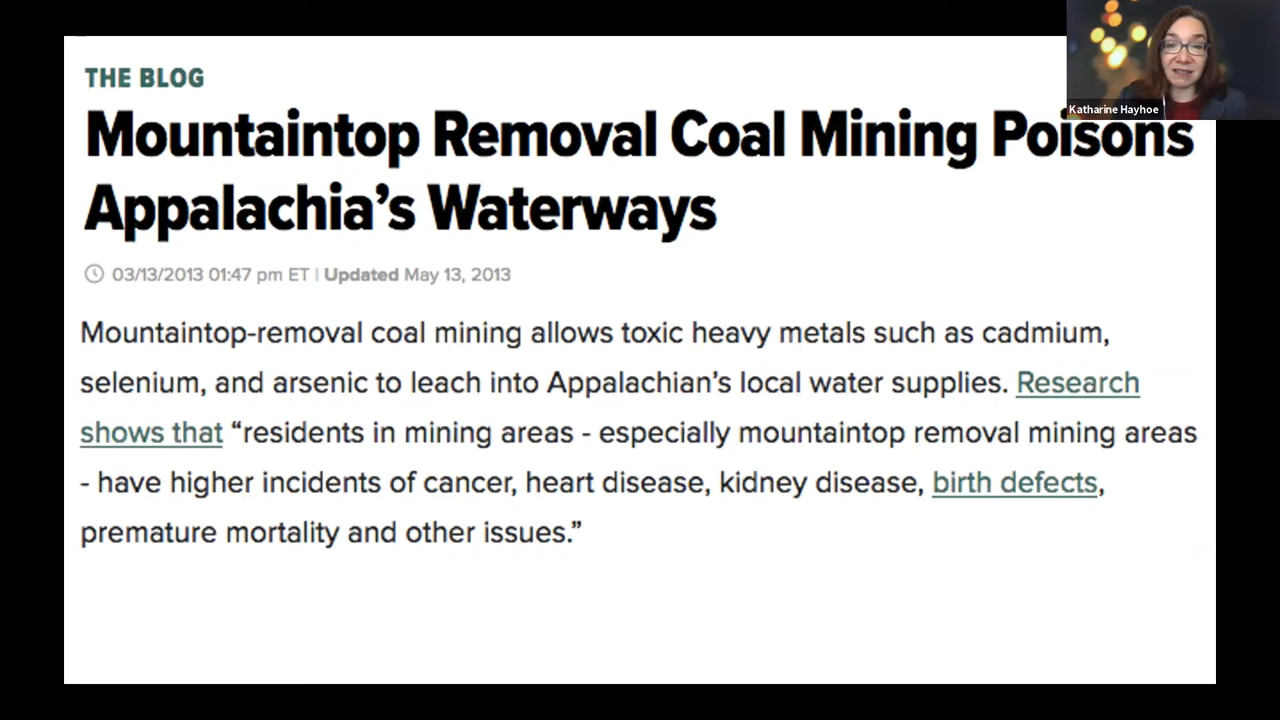 THE BLOG
Katharine Hayhoe
Mountaintop Removal Coal Mining Poisons
Appalachia’s Waterways
03/13/2013 01:47 pm ET | Updated May 13, 2013
Mountaintop-removal coal mining allows toxic heavy metals such as cadmium,
selenium, and arsenic to leach into Appalachian’s local water supplies. Research
shows that “residents in mining areas - especially mountaintop removal mining areas
- have higher incidents of cancer, heart disease, kidney disease, birth defects,
premature mortality and other issues.”